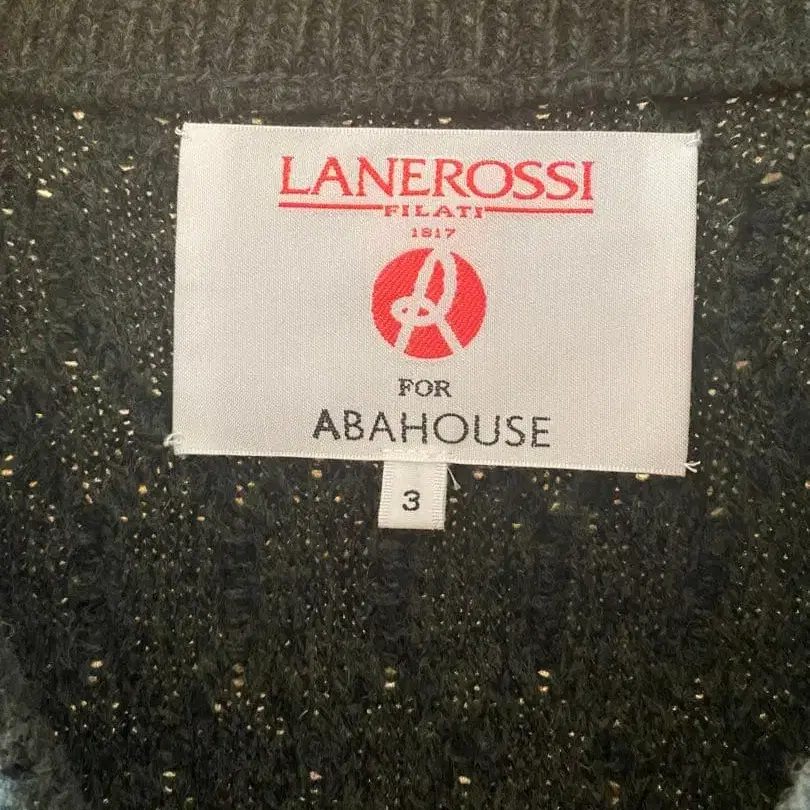 LANEROSSI
FILATI
1817
FOR
ABAHOUSE
3